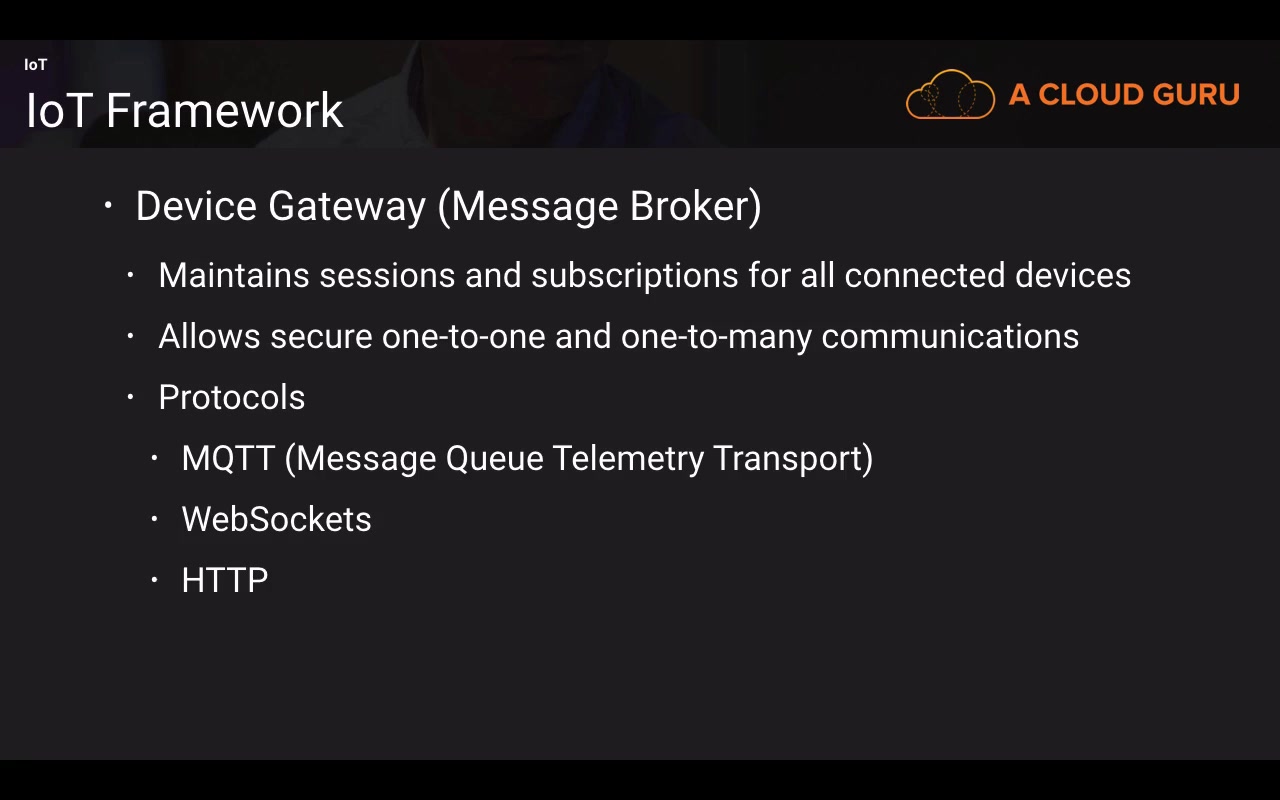 IoT
IoT Framework
A CLOUD GURU
• Device Gateway (Message Broker)
• Maintains sessions and subscriptions for all connected devices
• Allows secure one-to-one and one-to-many communications
• Protocols
• MQTT (Message Queue Telemetry Transport)
• WebSockets
• HTTP